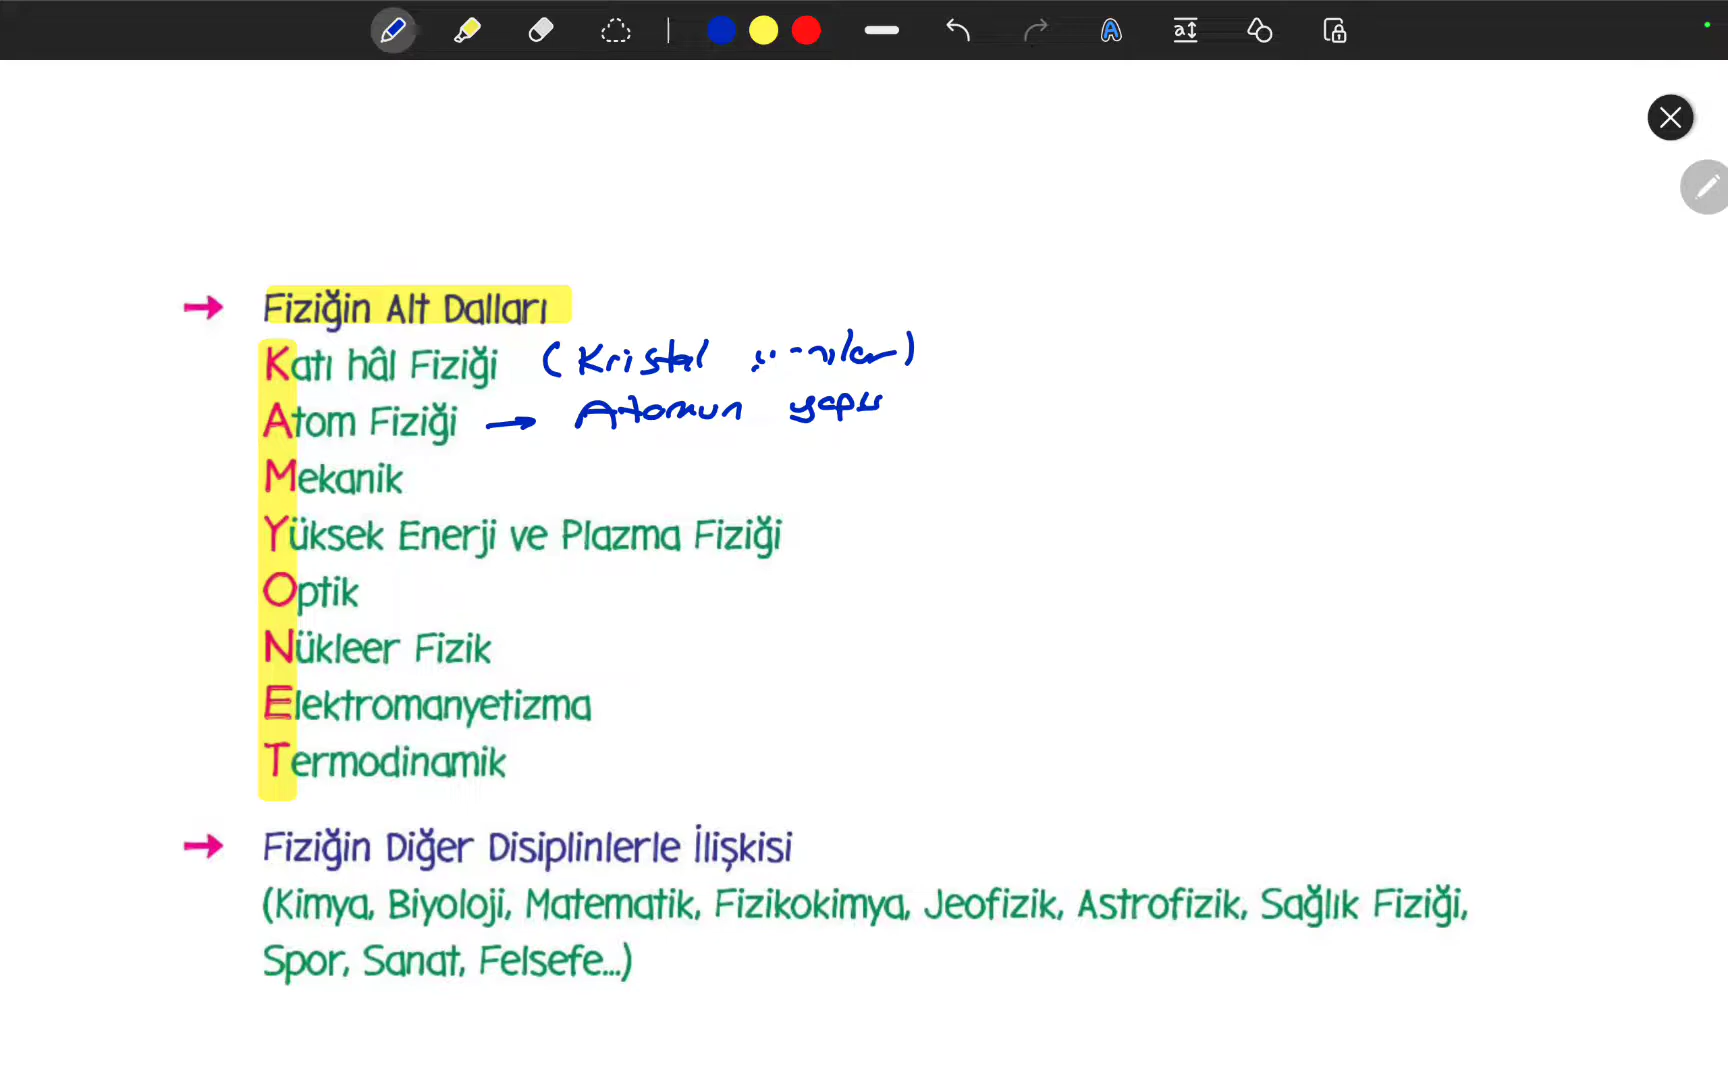 Fiziğin Alt Dalları
Katı hâl Fiziği (Kristal
Atom Fiziği → Atomun yapısı
Mekanik
Yüksek Enerji ve Plazma Fiziği
Optik
Nükleer Fizik
Elektromanyetizma
Termodinamik
Fiziğin Diğer Disiplinlerle İlişkisi
(Kimya, Biyoloji, Matematik, Fizikokimya, Jeofizik, Astrofizik, Sağlık Fiziği,
Spor, Sanat, Felsefe...)